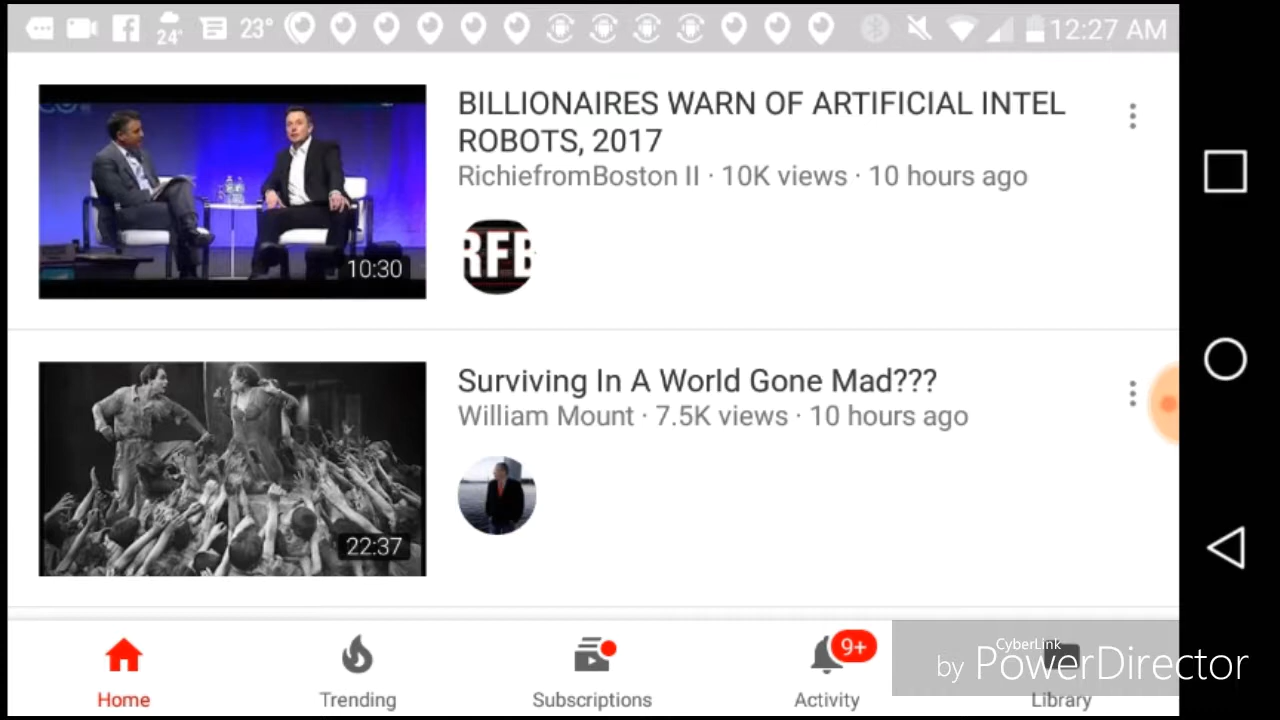 24° 23° 12:27 AM
BILLIONAIRES WARN OF ARTIFICIAL INTEL
ROBOTS, 2017
RichiefromBoston II · 10K views · 10 hours ago
RFB
10:30
Surviving In A World Gone Mad???
William Mount · 7.5K views · 10 hours ago
22:37
9+
CyberLink
by PowerDirector
Home Trending Subscriptions Activity Library